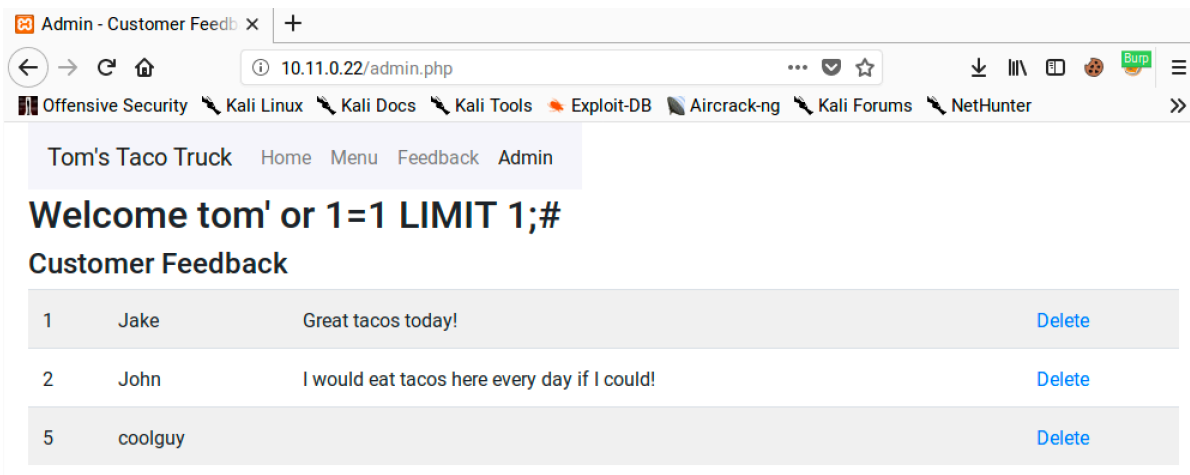 Admin - Customer Feedb
10.11.0.22/admin.php
Burp
Offensive Security Kali Linux Kali Docs Kali Tools Exploit-DB Aircrack-ng Kali Forums NetHunter
Tom's Taco Truck Home Menu Feedback Admin
Welcome tom' or 1=1 LIMIT 1;#
Customer Feedback
1 Jake Great tacos today! Delete
2 John I would eat tacos here every day if I could! Delete
5 coolguy Delete